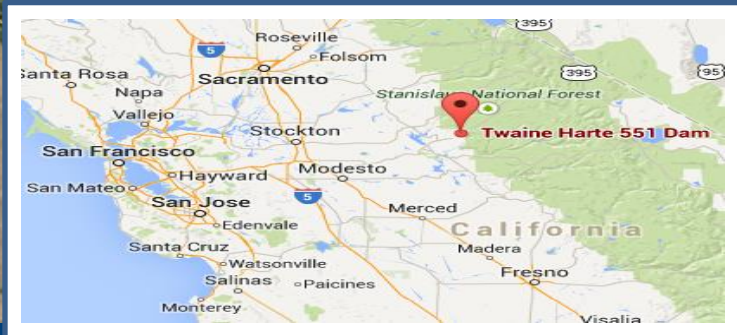 395
Roseville
5
Folsom
Santa Rosa
Sacramento
395
95
Napa
Stanislaus National Forest
Vallejo
Stockton
Twaine Harte 551 Dam
San Francisco
Modesto
Hayward
San Mateo
5
San Jose
Merced
Edenvale
California
Santa Cruz
Madera
Watsonville
Fresno
Salinas
Paicines
Monterey
Visalia